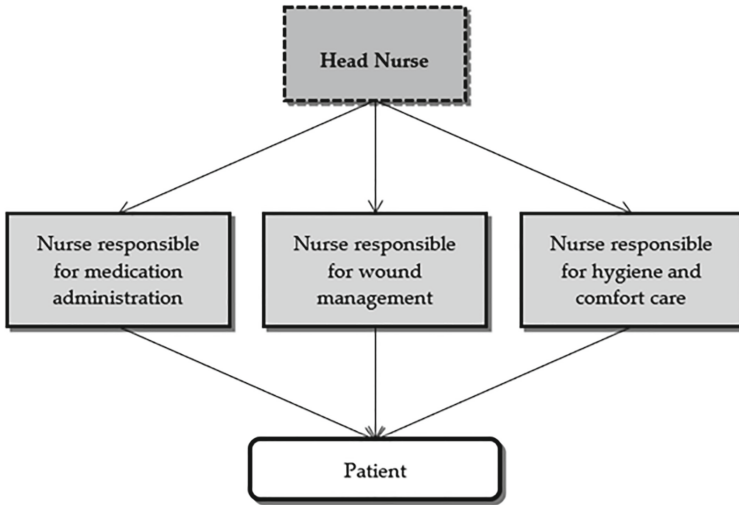 Head Nurse
Nurse responsible
for medication
administration
Nurse responsible
for wound
management
Nurse responsible
for hygiene and
comfort care
Patient